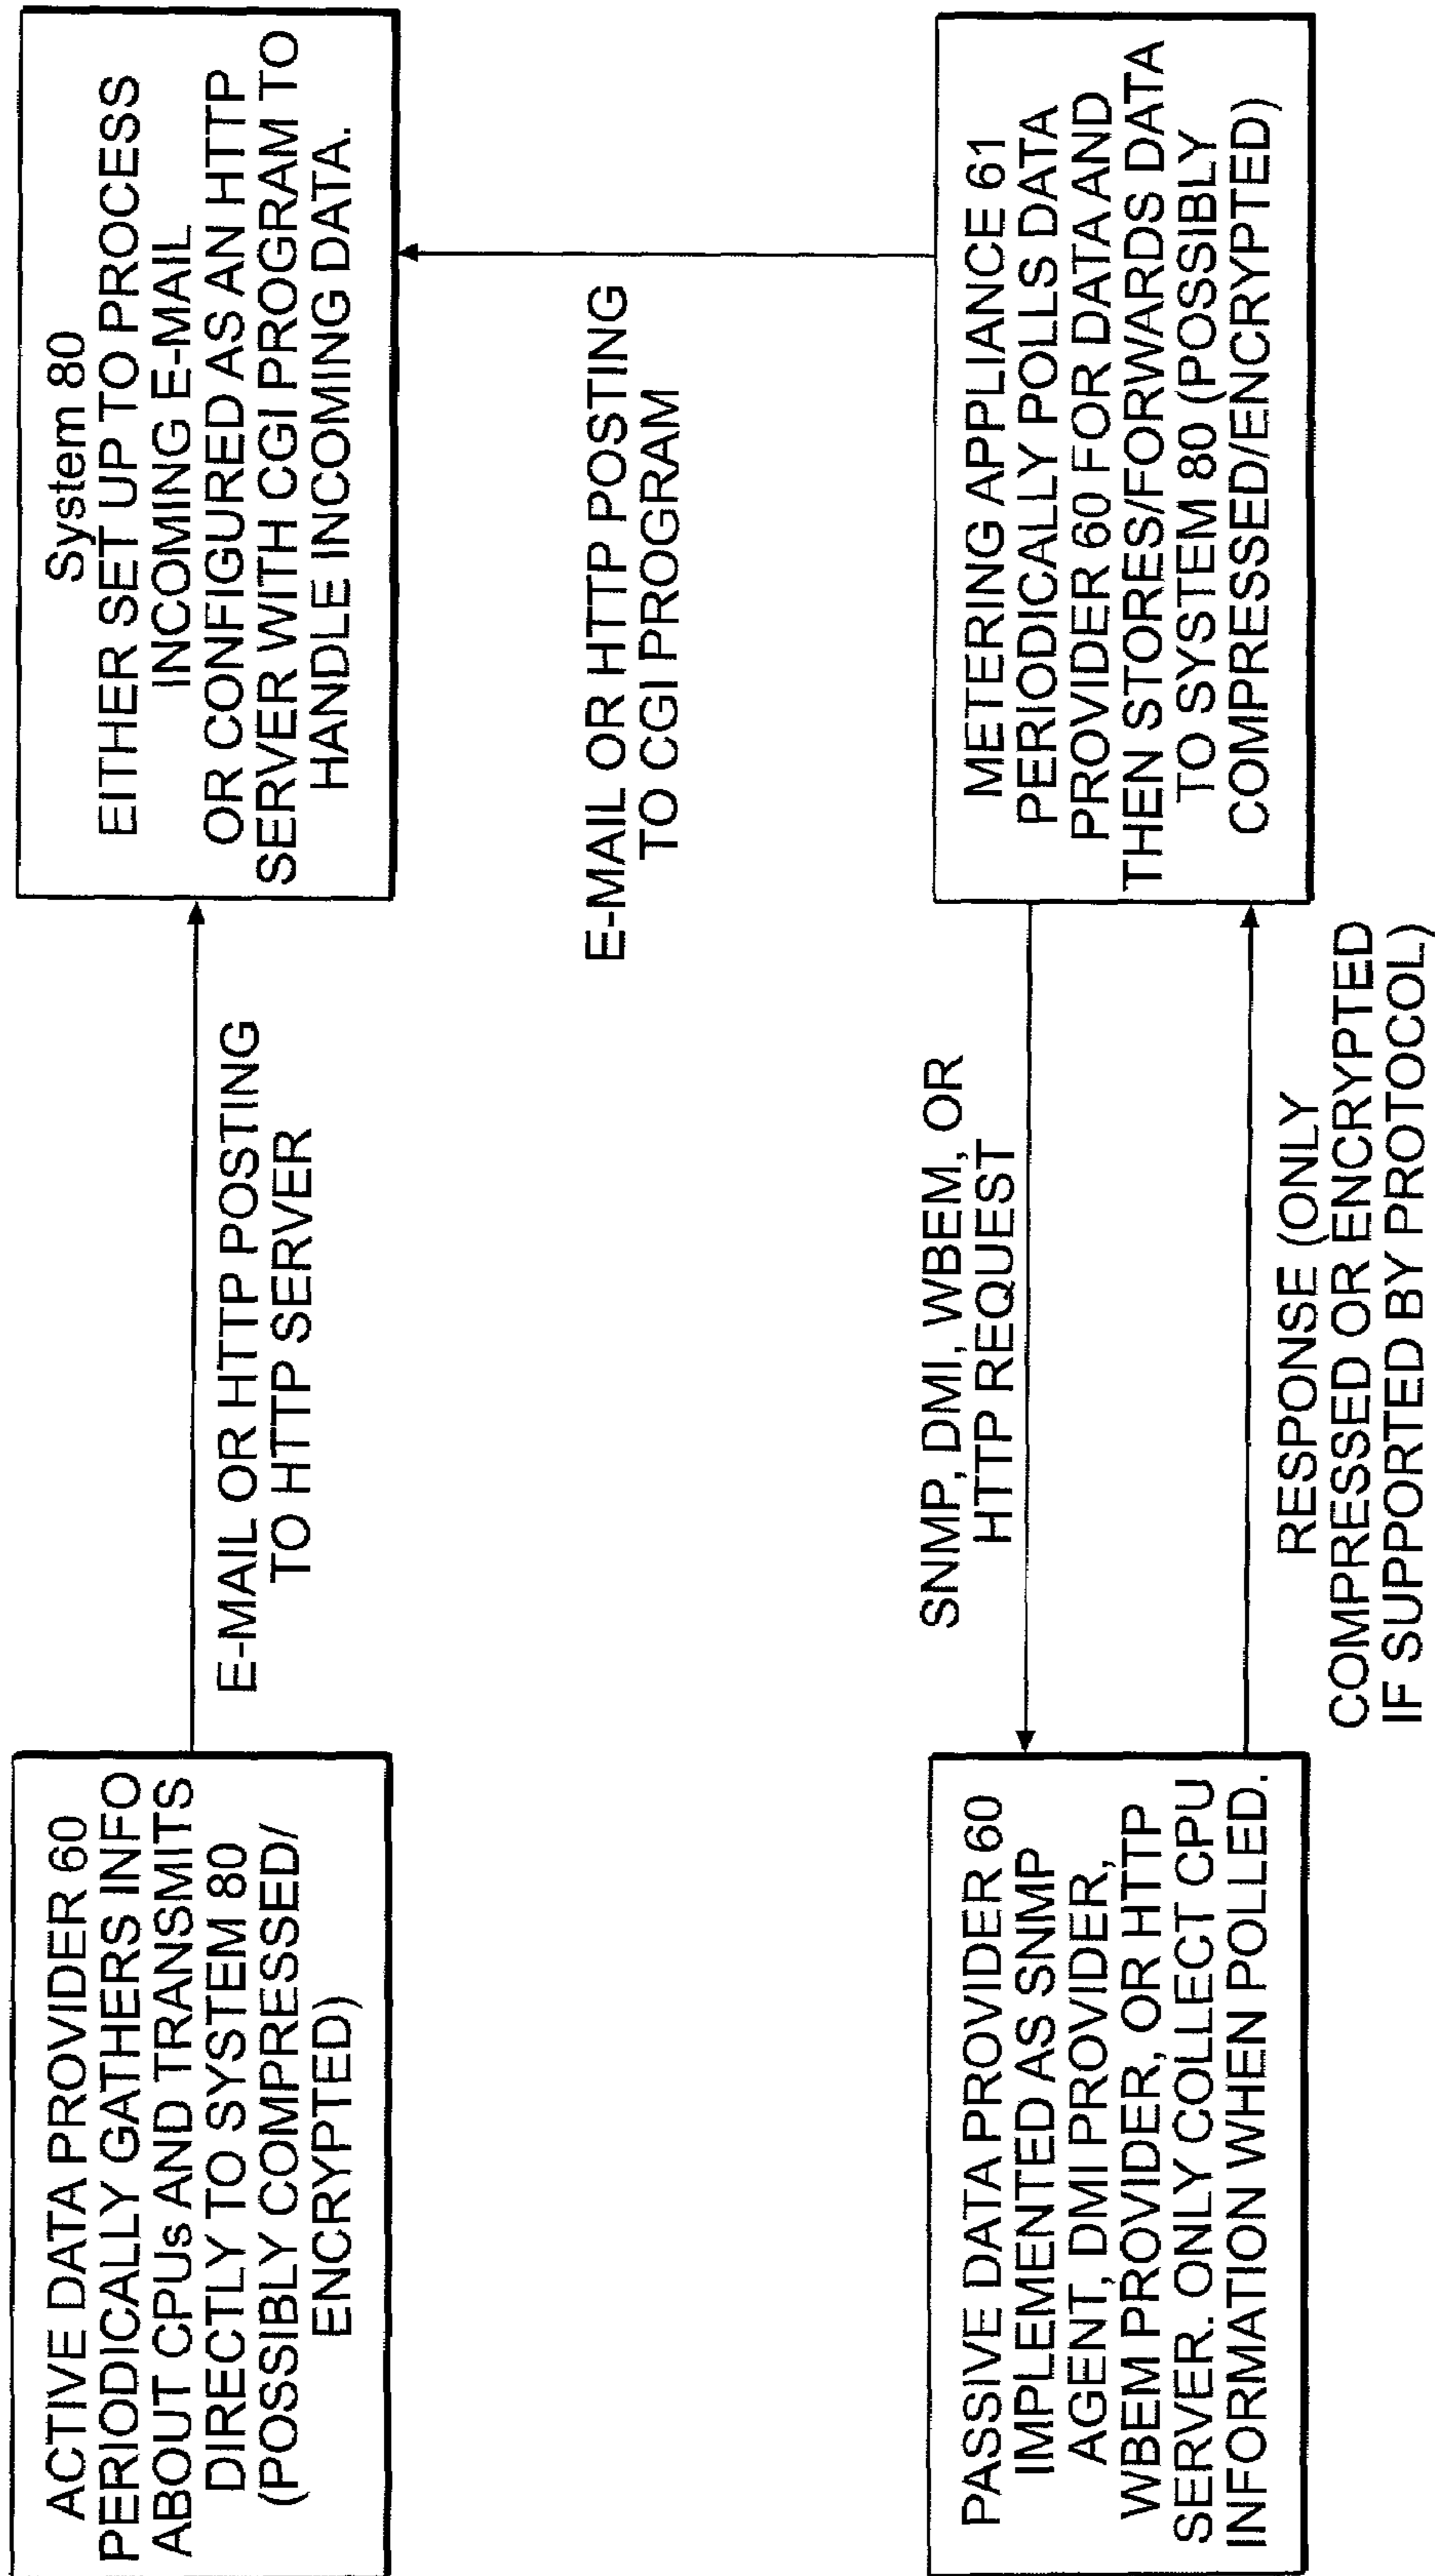 ACTIVE DATA PROVIDER 60
PERIODICALLY GATHERS INFO
ABOUT CPUs AND TRANSMITS
DIRECTLY TO SYSTEM 80
(POSSIBLY COMPRESSED/
ENCRYPTED)
E-MAIL OR HTTP POSTING
TO HTTP SERVER
System 80
EITHER SET UP TO PROCESS
INCOMING E-MAIL
OR CONFIGURED AS AN HTTP
SERVER WITH CGI PROGRAM TO
HANDLE INCOMING DATA.
E-MAIL OR HTTP POSTING
TO CGI PROGRAM
PASSIVE DATA PROVIDER 60
IMPLEMENTED AS SNMP
AGENT, DMI PROVIDER,
WBEM PROVIDER, OR HTTP
SERVER. ONLY COLLECT CPU
INFORMATION WHEN POLLED.
SNMP, DMI, WBEM, OR
HTTP REQUEST
RESPONSE (ONLY
COMPRESSED OR ENCRYPTED
IF SUPPORTED BY PROTOCOL)
METERING APPLIANCE 61
PERIODICALLY POLLS DATA
PROVIDER 60 FOR DATA AND
THEN STORES/FORWARDS DATA
TO SYSTEM 80 (POSSIBLY
COMPRESSED/ENCRYPTED)